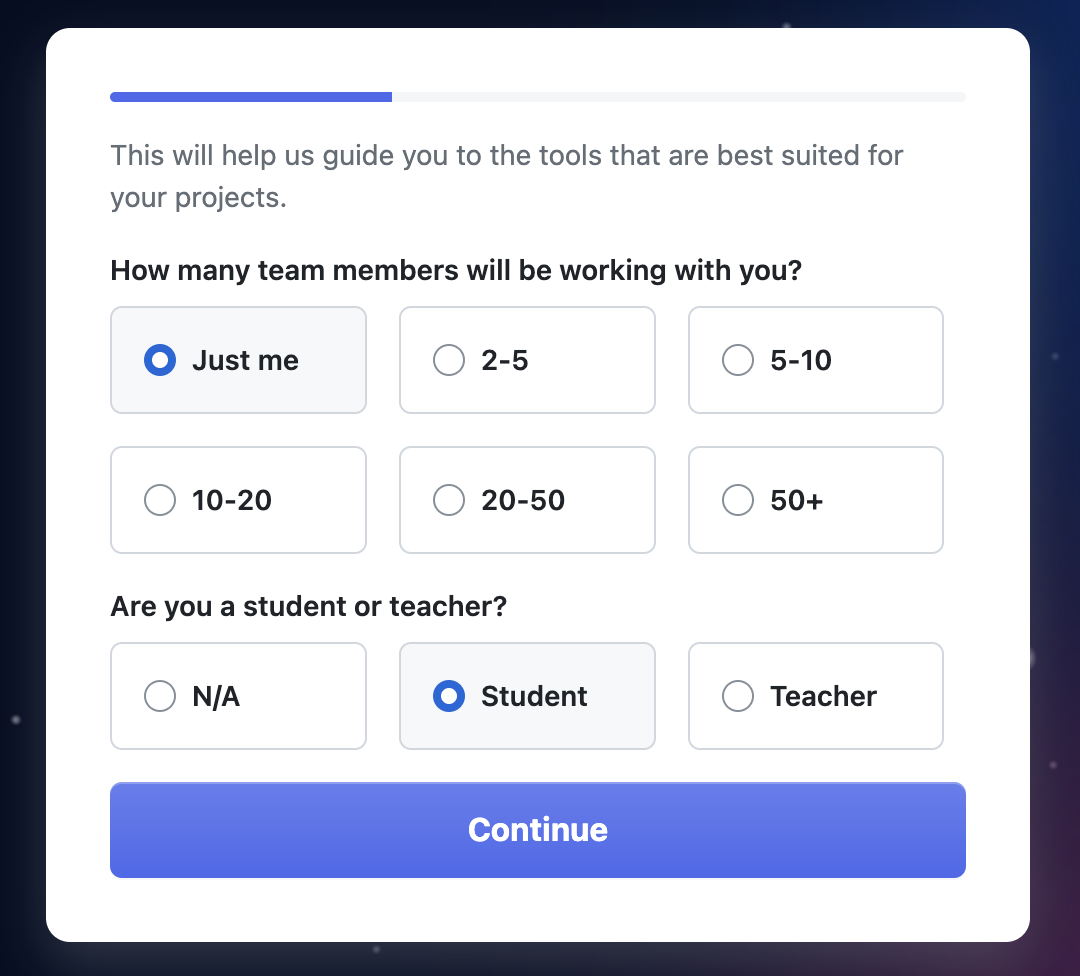 This will help us guide you to the tools that are best suited for
your projects.
How many team members will be working with you?
Just me
2-5
5-10
10-20
20-50
50+
Are you a student or teacher?
N/A
Student
Teacher
Continue